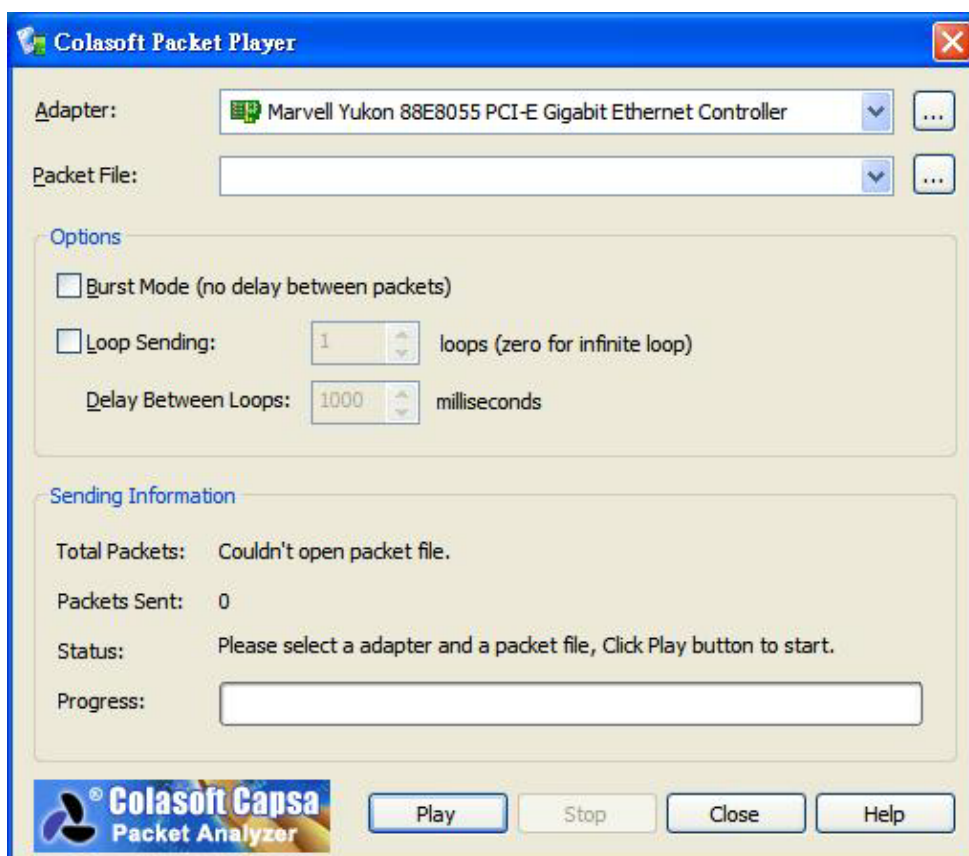 Colasoft Packet Player
Adapter: Marvell Yukon 88E8055 PCI-E Gigabit Ethernet Controller ...
Packet File: ...
Options
Burst Mode (no delay between packets)
Loop Sending: 1 loops (zero for infinite loop)
Delay Between Loops: 1000 milliseconds
Sending Information
Total Packets: Couldn't open packet file.
Packets Sent: 0
Status: Please select a adapter and a packet file, Click Play button to start.
Progress:
® Colasoft Capsa
Packet Analyzer
Play Stop Close Help